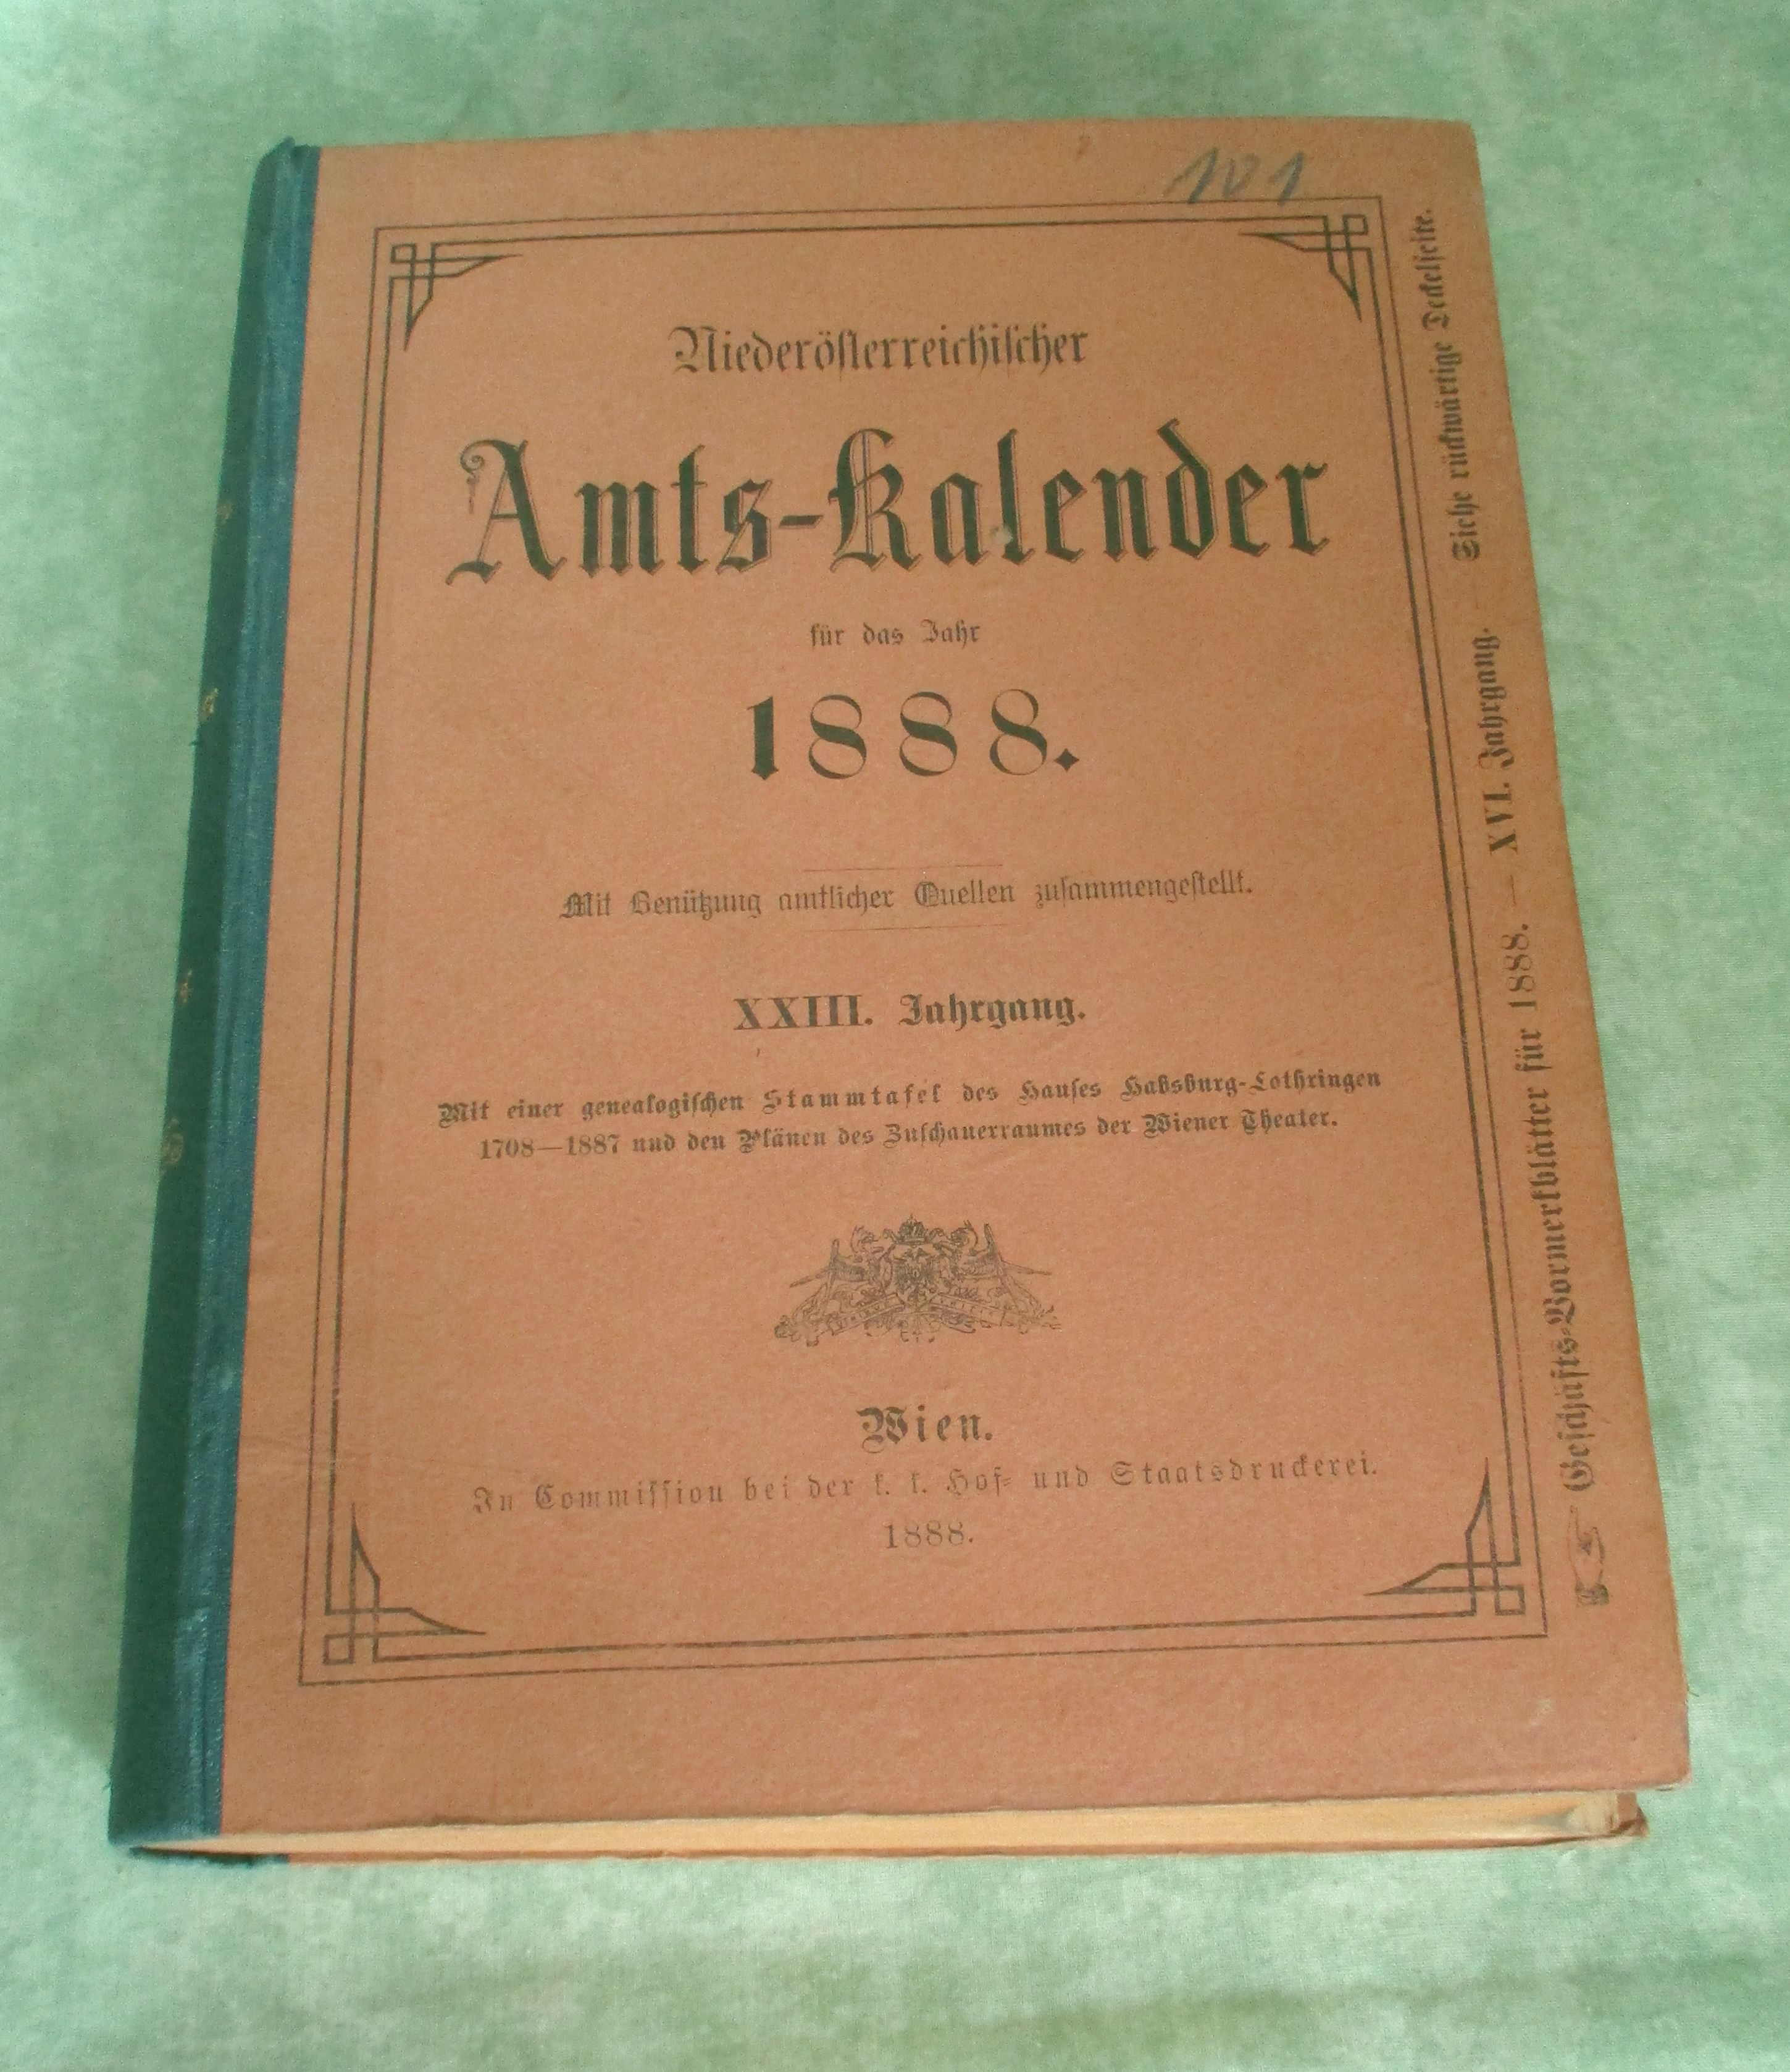 101
Niederösterreichischer
Amts-Kalender
für das Jahr
1888.
Mit Benützung amtlicher Quellen zusammengestellt.
XXIII. Jahrgang.
Mit einer genealogischen Stammtafel des Hauses Habsburg-Lothringen
1708—1887 und den Plänen des Zuschauerraumes der Wiener Theater.
Wien.
In Commission bei der k. k. Hof- und Staatsdruckerei.
1888.
Geschäfts-Vormerkblätter für 1888. — XVI. Jahrgang. — Siehe rückwärtige Deckelseite.